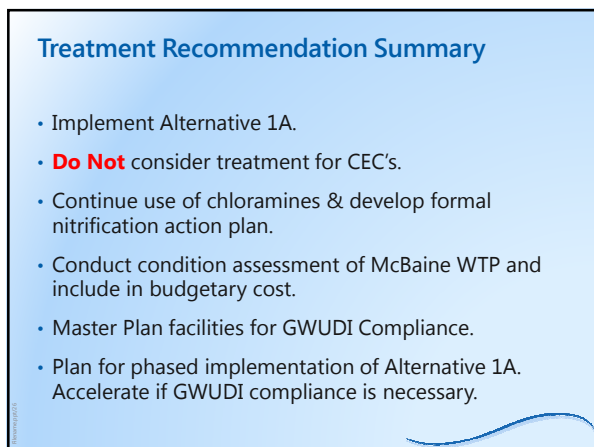 Treatment Recommendation Summary
• Implement Alternative 1A.
• Do Not consider treatment for CEC's.
• Continue use of chloramines & develop formal
nitrification action plan.
• Conduct condition assessment of McBaine WTP and
include in budgetary cost.
• Master Plan facilities for GWUDI Compliance.
• Plan for phased implementation of Alternative 1A.
Accelerate if GWUDI compliance is necessary.